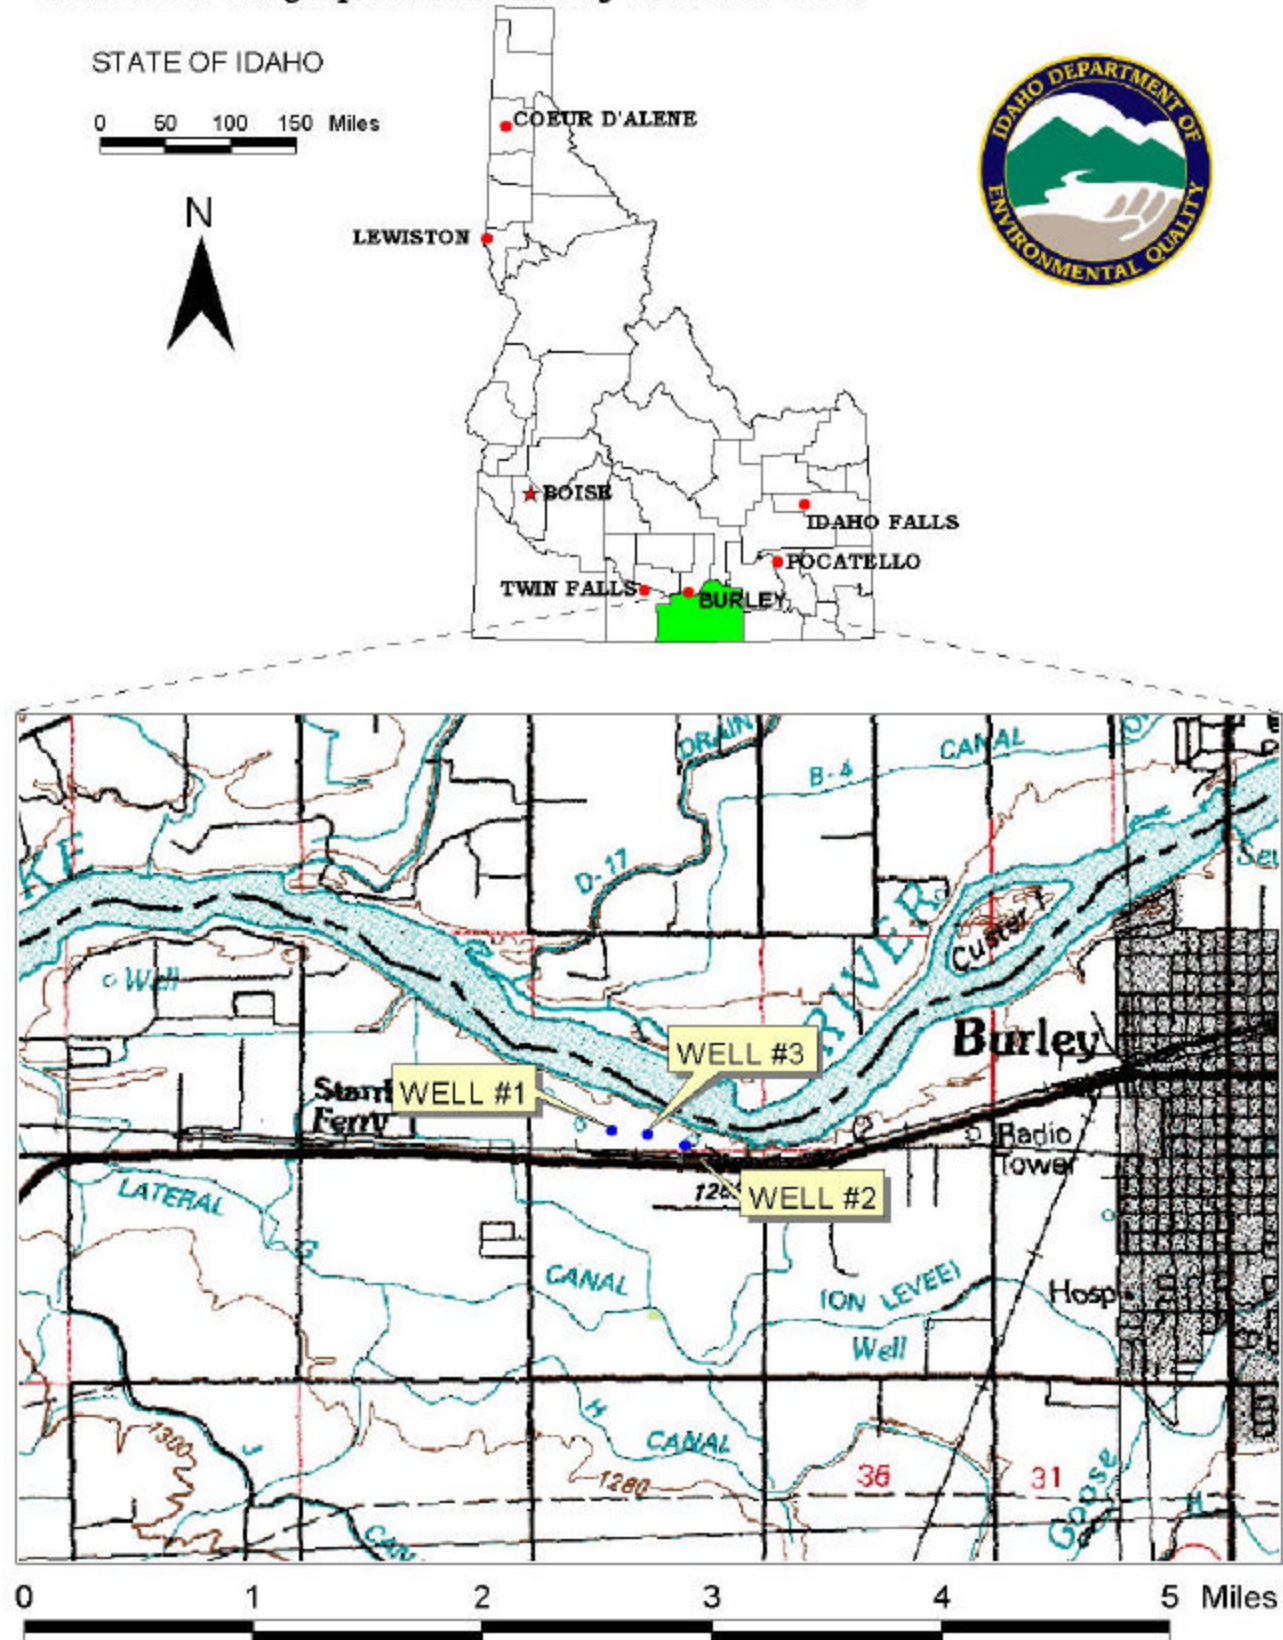 STATE OF IDAHO
0 50 100 150 Miles
N
IDAHO DEPARTMENT OF
ENVIRONMENTAL QUALITY
COEUR D'ALENE
LEWISTON
BOISE
IDAHO FALLS
POCATELLO
TWIN FALLS
BURLEY
DRAIN
CANAL
B-4
KE
D-17
RIVER
Custer
Well
Burley
WELL #3
WELL #1
Ferry
Radio
Tower
WELL #2
LATERAL
G
CANAL
(ON LEVEE)
Hosp
Well
H
CANAL
1300
J
1280
36
31
Goose
H
CAN
0 1 2 3 4 5 Miles